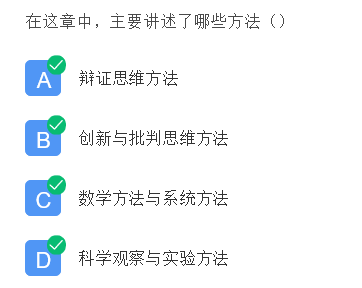 在这章中，主要讲述了哪些方法（）
A 辩证思维方法
B 创新与批判思维方法
C 数学方法与系统方法
D 科学观察与实验方法